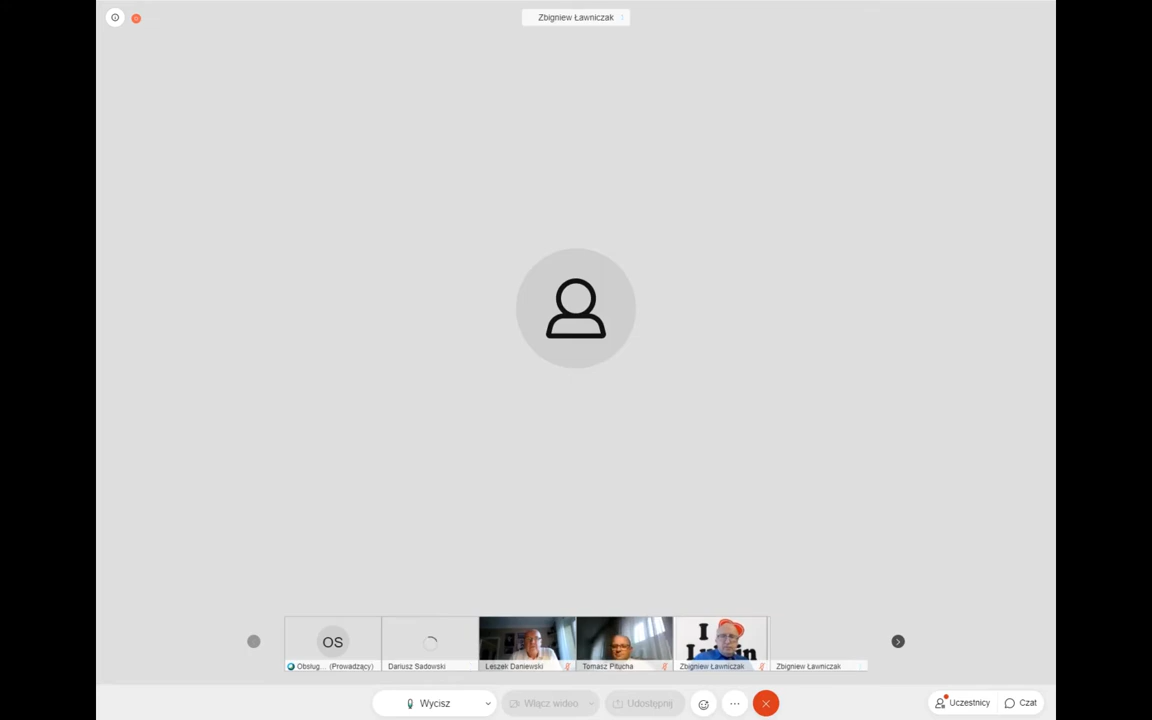 Zbigniew Ławniczak
OS
Obsług... (Prowadzący)
Dariusz Sadowski
Leszek Daniewski
Tomasz Pitucha
I
Zbigniew Ławniczak
Zbigniew Ławniczak
Wycisz
Włącz wideo
Udostępnij
Uczestnicy
Czat